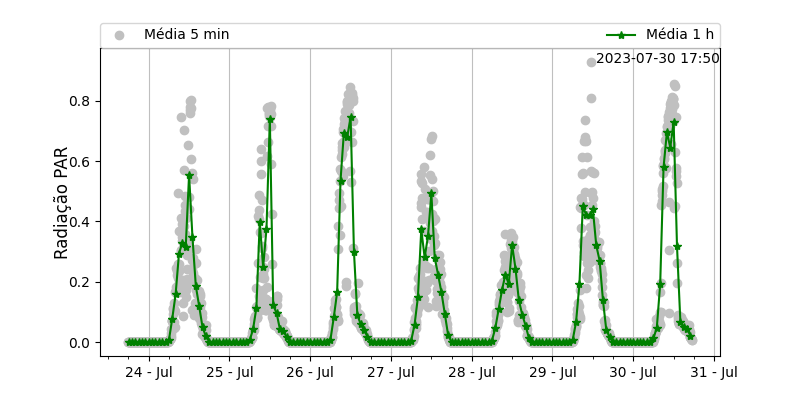 Média 5 min
Média 1 h
2023-07-30 17:50
Radiação PAR
0.8
0.6
0.4
0.2
0.0
24 - Jul
25 - Jul
26 - Jul
27 - Jul
28 - Jul
29 - Jul
30 - Jul
31 - Jul